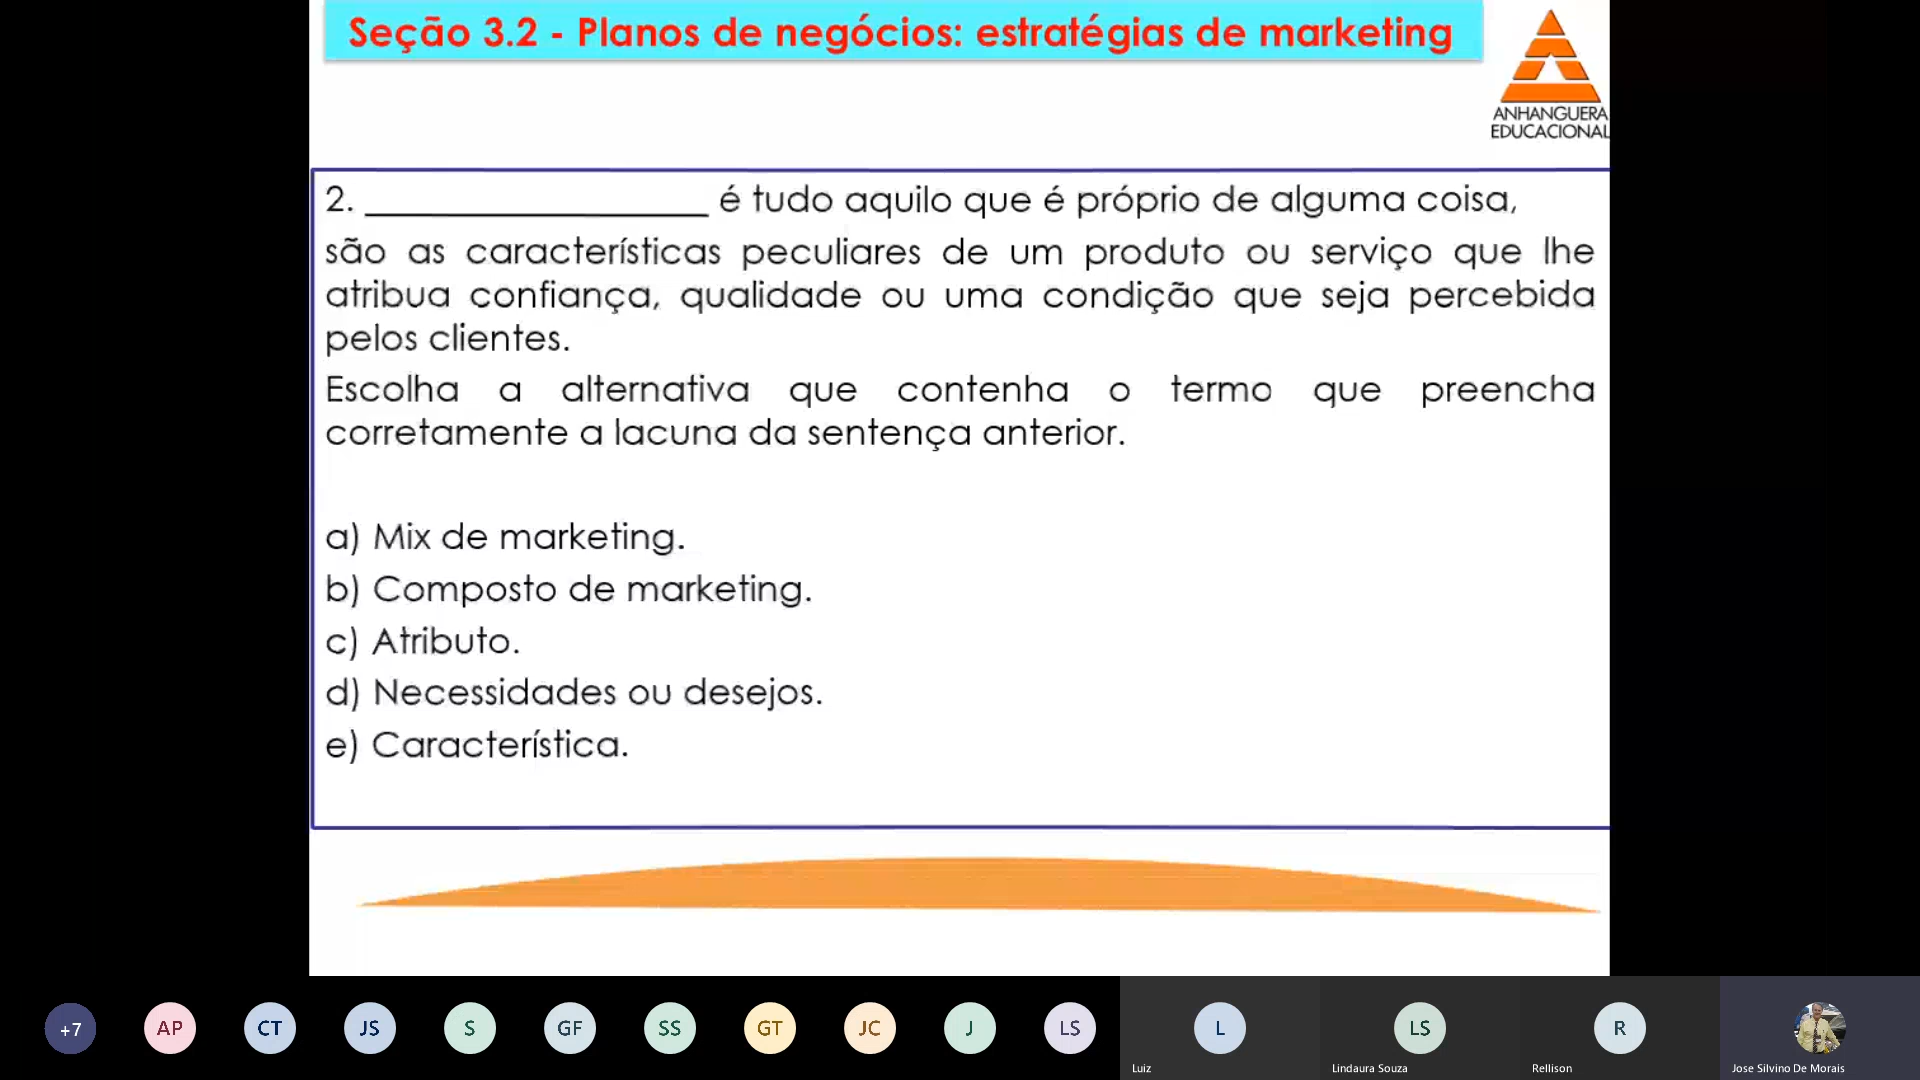 Seção 3.2 - Planos de negócios: estratégias de marketing
ANHANGUERA
EDUCACIONAL
2. __________________ é tudo aquilo que é próprio de alguma coisa,
são as características peculiares de um produto ou serviço que lhe
atribua confiança, qualidade ou uma condição que seja percebida
pelos clientes.
Escolha a alternativa que contenha o termo que preencha
corretamente a lacuna da sentença anterior.
a) Mix de marketing.
b) Composto de marketing.
c) Atributo.
d) Necessidades ou desejos.
e) Característica.
+7 AP CT JS S GF SS GT JC J LS L LS R
Luiz Lindaura Souza Rellison Jose Silvino De Morais